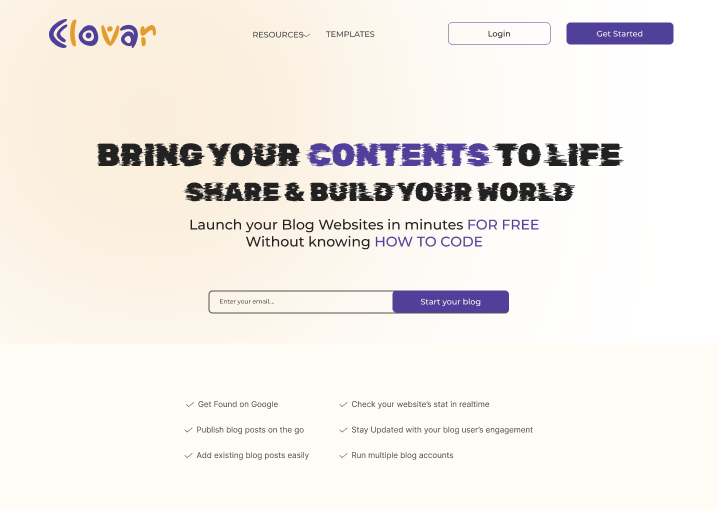 Clovar
RESOURCES
TEMPLATES
Login
Get Started
BRING YOUR CONTENTS TO LIFE
SHARE & BUILD YOUR WORLD
Launch your Blog Websites in minutes FOR FREE
Without knowing HOW TO CODE
Enter your email...
Start your blog
Get Found on Google
Check your website's stat in realtime
Publish blog posts on the go
Stay Updated with your blog user's engagement
Add existing blog posts easily
Run multiple blog accounts